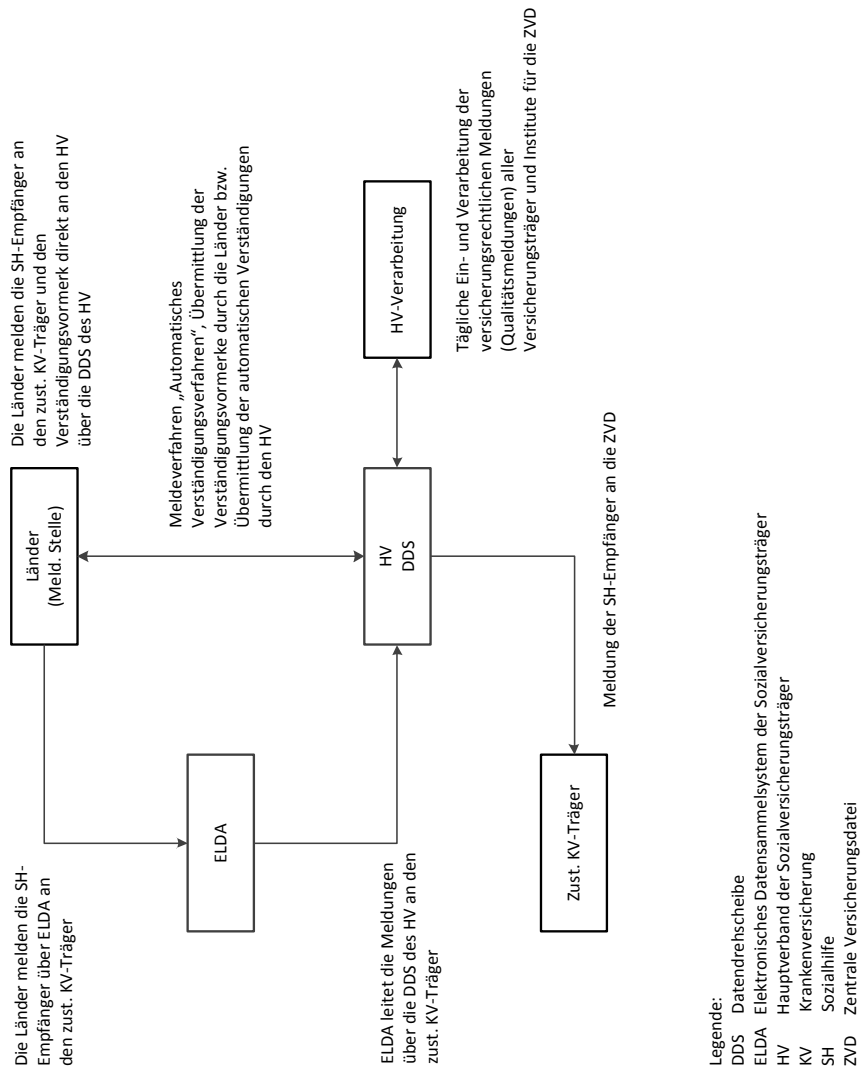 Die Länder melden die SH-
Empfänger über ELDA an
den zust. KV-Träger
Länder
(Meld. Stelle)
Die Länder melden die SH-Empfänger an
den zust. KV-Träger und den
Verständigungsvormerk direkt an den HV
über die DDS des HV
ELDA
Meldeverfahren „Automatisches
Verständigungsverfahren“, Übermittlung der
Verständigungsvormerke durch die Länder bzw.
Übermittlung der automatischen Verständigungen
durch den HV
ELDA leitet die Meldungen
über die DDS des HV an den
zust. KV-Träger
HV
DDS
HV-Verarbeitung
Tägliche Ein- und Verarbeitung der
versicherungsrechtlichen Meldungen
(Qualitätsmeldungen) aller
Versicherungsträger und Institute für die ZVD
Zust. KV-Träger
Meldung der SH-Empfänger an die ZVD
Legende:
DDS Datendrehscheibe
ELDA Elektronisches Datensammelsystem der Sozialversicherungsträger
HV Hauptverband der Sozialversicherungsträger
KV Krankenversicherung
SH Sozialhilfe
ZVD Zentrale Versicherungsdatei